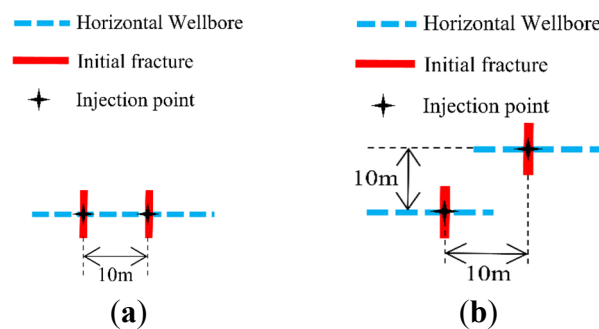 Horizontal Wellbore
Initial fracture
Injection point
10m
(a)
Horizontal Wellbore
Initial fracture
Injection point
10m
10m
(b)